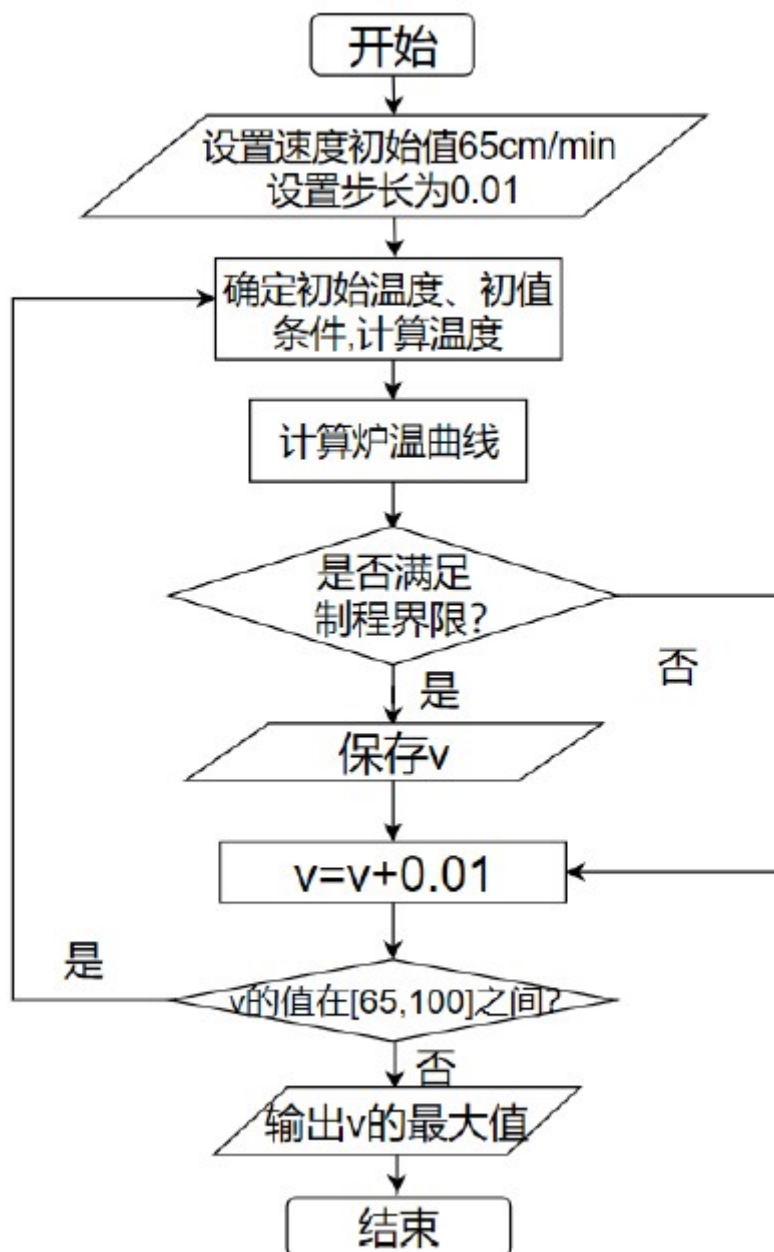 开始
设置速度初始值65cm/min
设置步长为0.01
确定初始温度、初值
条件,计算温度
计算炉温曲线
是否满足
制程界限?
否
是
保存v
v=v+0.01
是
v的值在[65,100]之间?
否
输出v的最大值
结束